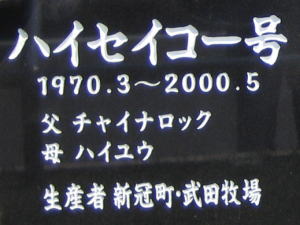 ハイセイコー号
1970.3～2000.5
父 チャイナロック
母 ハイユウ
生産者 新冠町・武田牧場